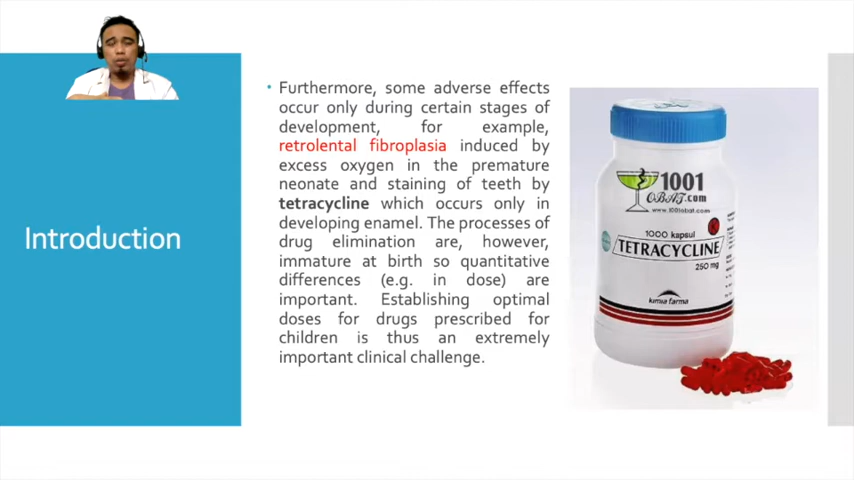 Introduction
• Furthermore, some adverse effects
occur only during certain stages of
development, for example,
retrolental fibroplasia induced by
excess oxygen in the premature
neonate and staining of teeth by
tetracycline which occurs only in
developing enamel. The processes of
drug elimination are, however,
immature at birth so quantitative
differences (e.g. in dose) are
important. Establishing optimal
doses for drugs prescribed for
children is thus an extremely
important clinical challenge.
1001
OBAT.com
www.1001obat.com
1000 kapsul
K
TETRACYCLINE
250 mg
kimia farma